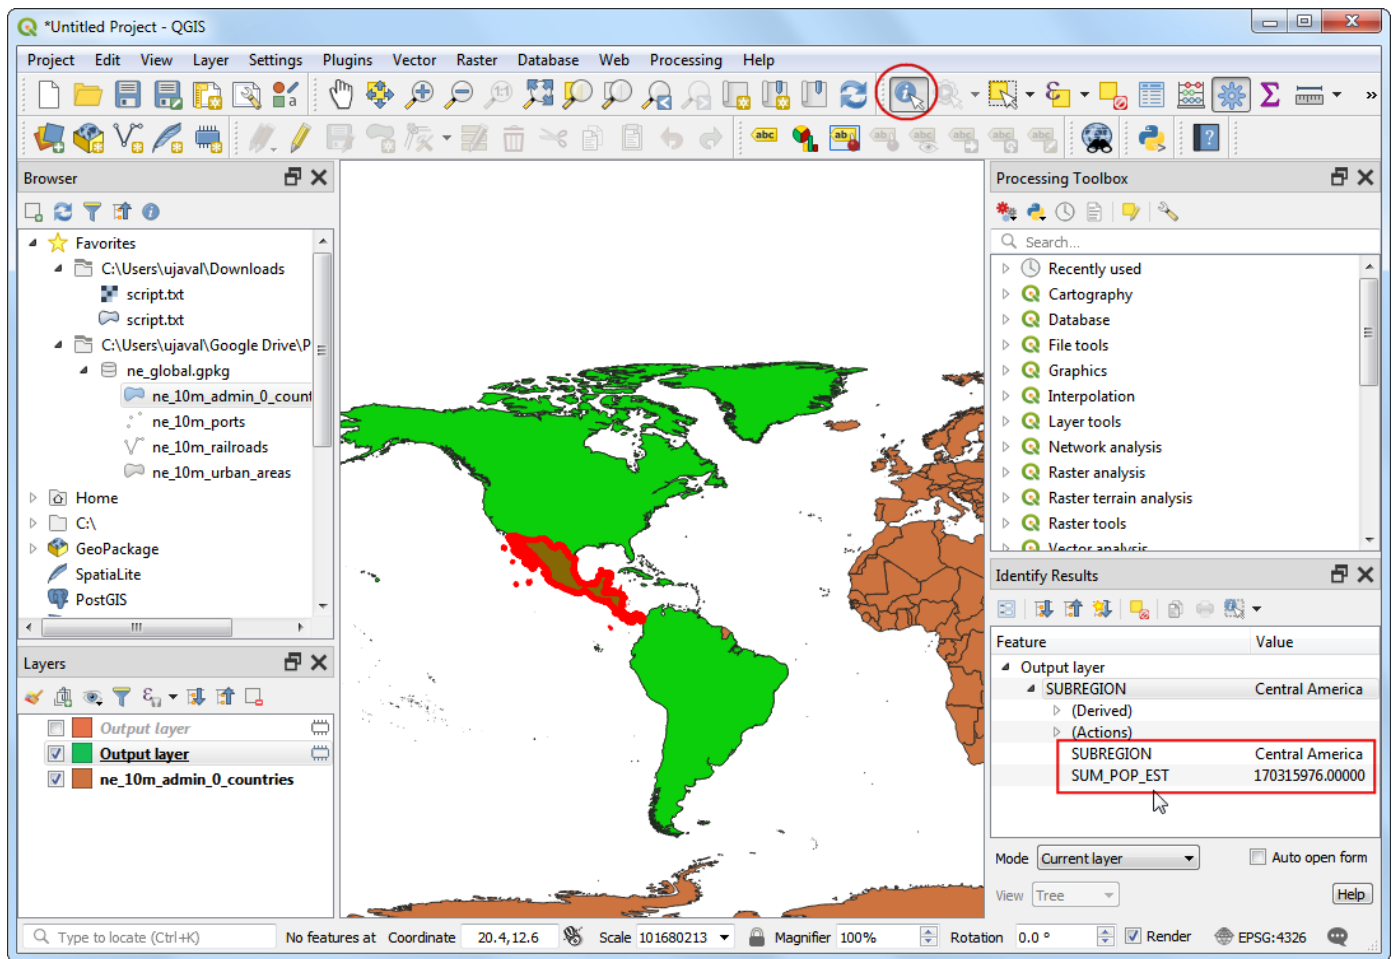 *Untitled Project - QGIS
Project Edit View Layer Settings Plugins Vector Raster Database Web Processing Help
Browser
Favorites
C:\Users\ujaval\Downloads
script.txt
script.txt
C:\Users\ujaval\Google Drive\P
ne_global.gpkg
ne_10m_admin_0_count
ne_10m_ports
ne_10m_railroads
ne_10m_urban_areas
Home
C:\
GeoPackage
SpatiaLite
PostGIS
Layers
Output layer
Output layer
ne_10m_admin_0_countries
Processing Toolbox
Search...
Recently used
Cartography
Database
File tools
Graphics
Interpolation
Layer tools
Network analysis
Raster analysis
Raster terrain analysis
Raster tools
Vector analysis
Identify Results
Feature Value
Output layer
SUBREGION Central America
(Derived)
(Actions)
SUBREGION Central America
SUM_POP_EST 170315976.00000
Mode Current layer Auto open form
View Tree Help
Type to locate (Ctrl+K) No features at Coordinate 20.4,12.6 Scale 101680213 Magnifier 100% Rotation 0.0 ° Render EPSG:4326